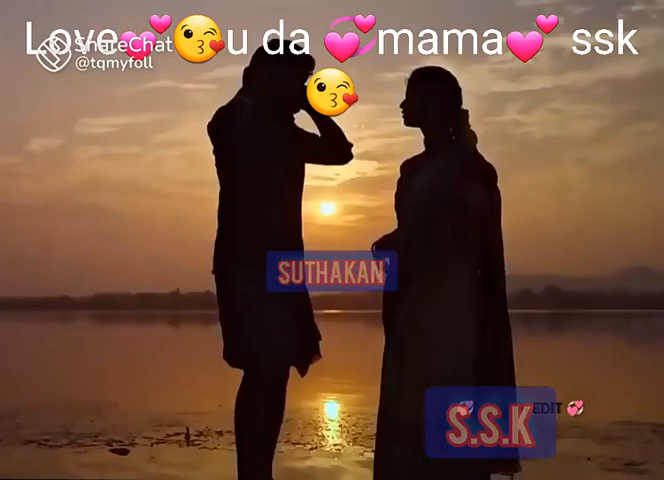 Love💕😘u da 💞mama💕 ssk
😘
ShareChat
@tqmyfoll
SUTHAKAN
EDIT 💞
S.S.K